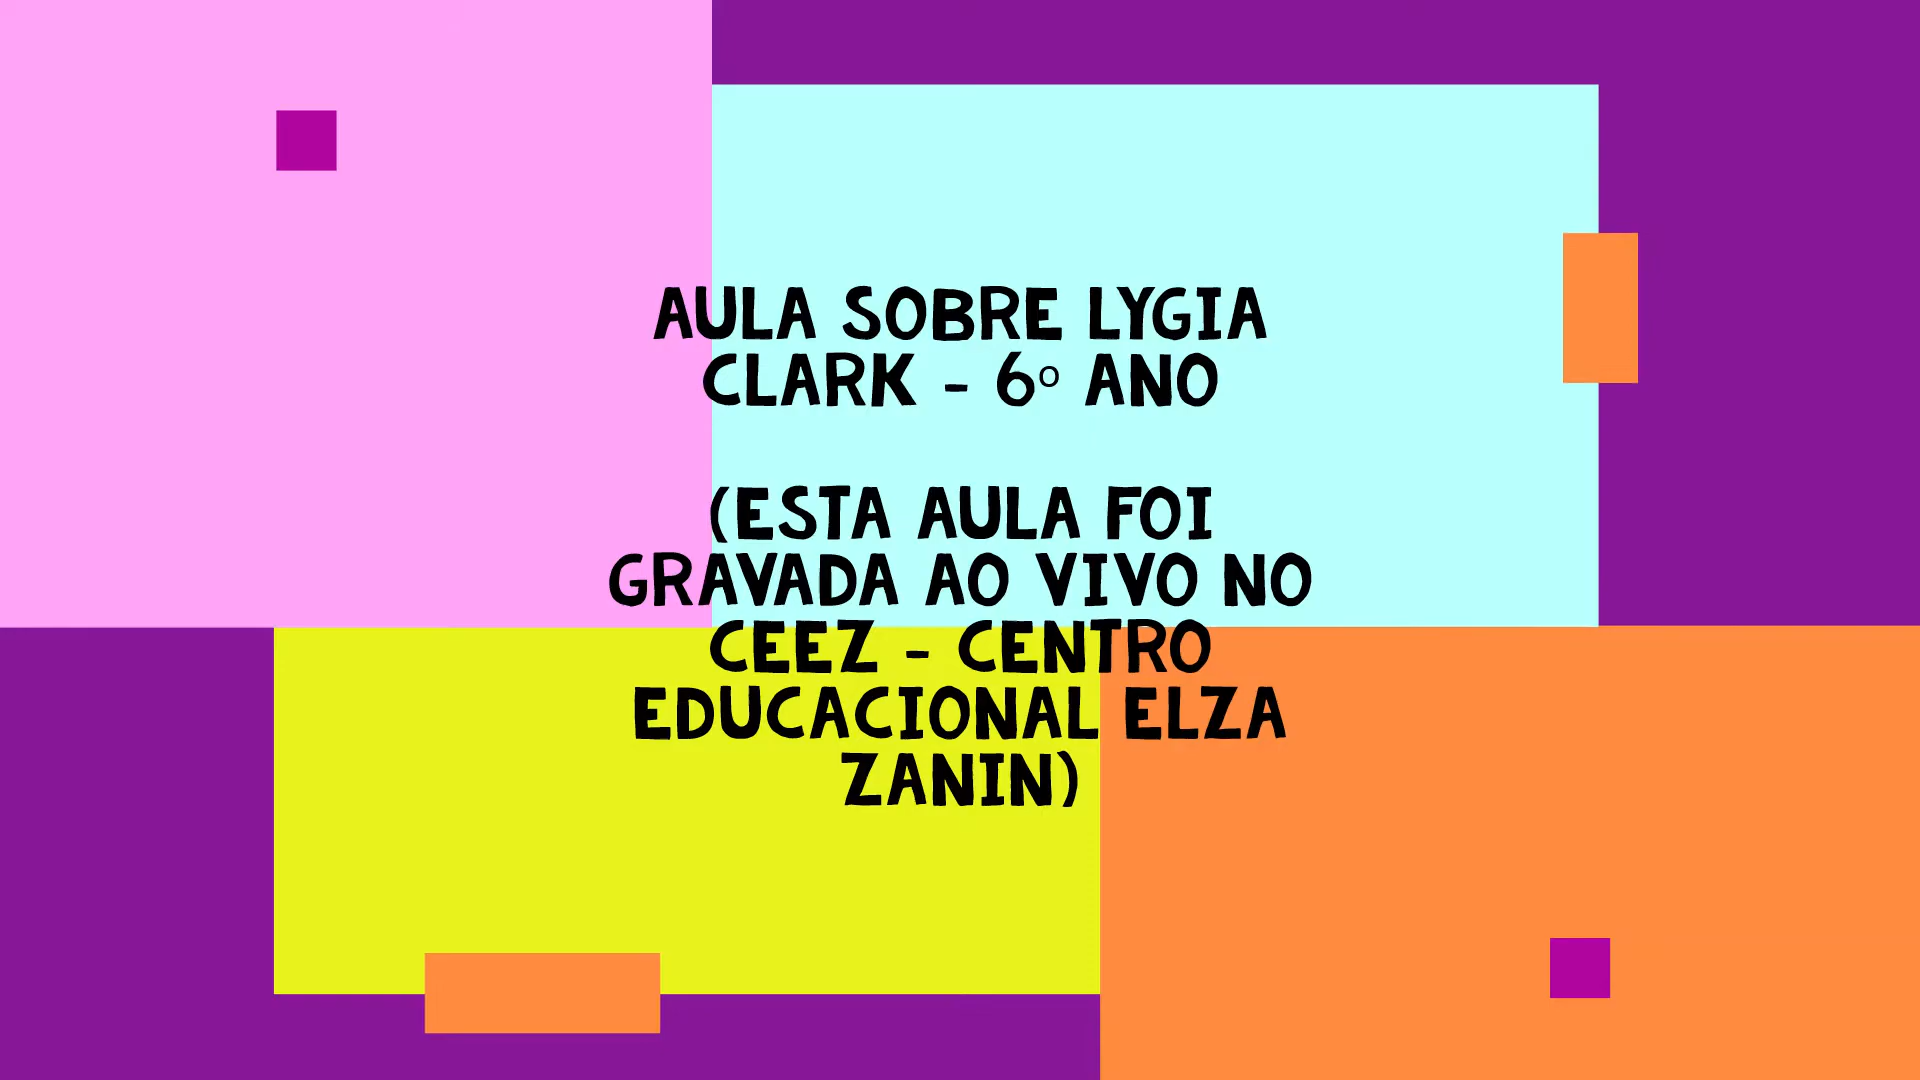 AULA SOBRE LYGIA
CLARK - 6º ANO
(ESTA AULA FOI
GRAVADA AO VIVO NO
CEEZ - CENTRO
EDUCACIONAL ELZA
ZANIN)